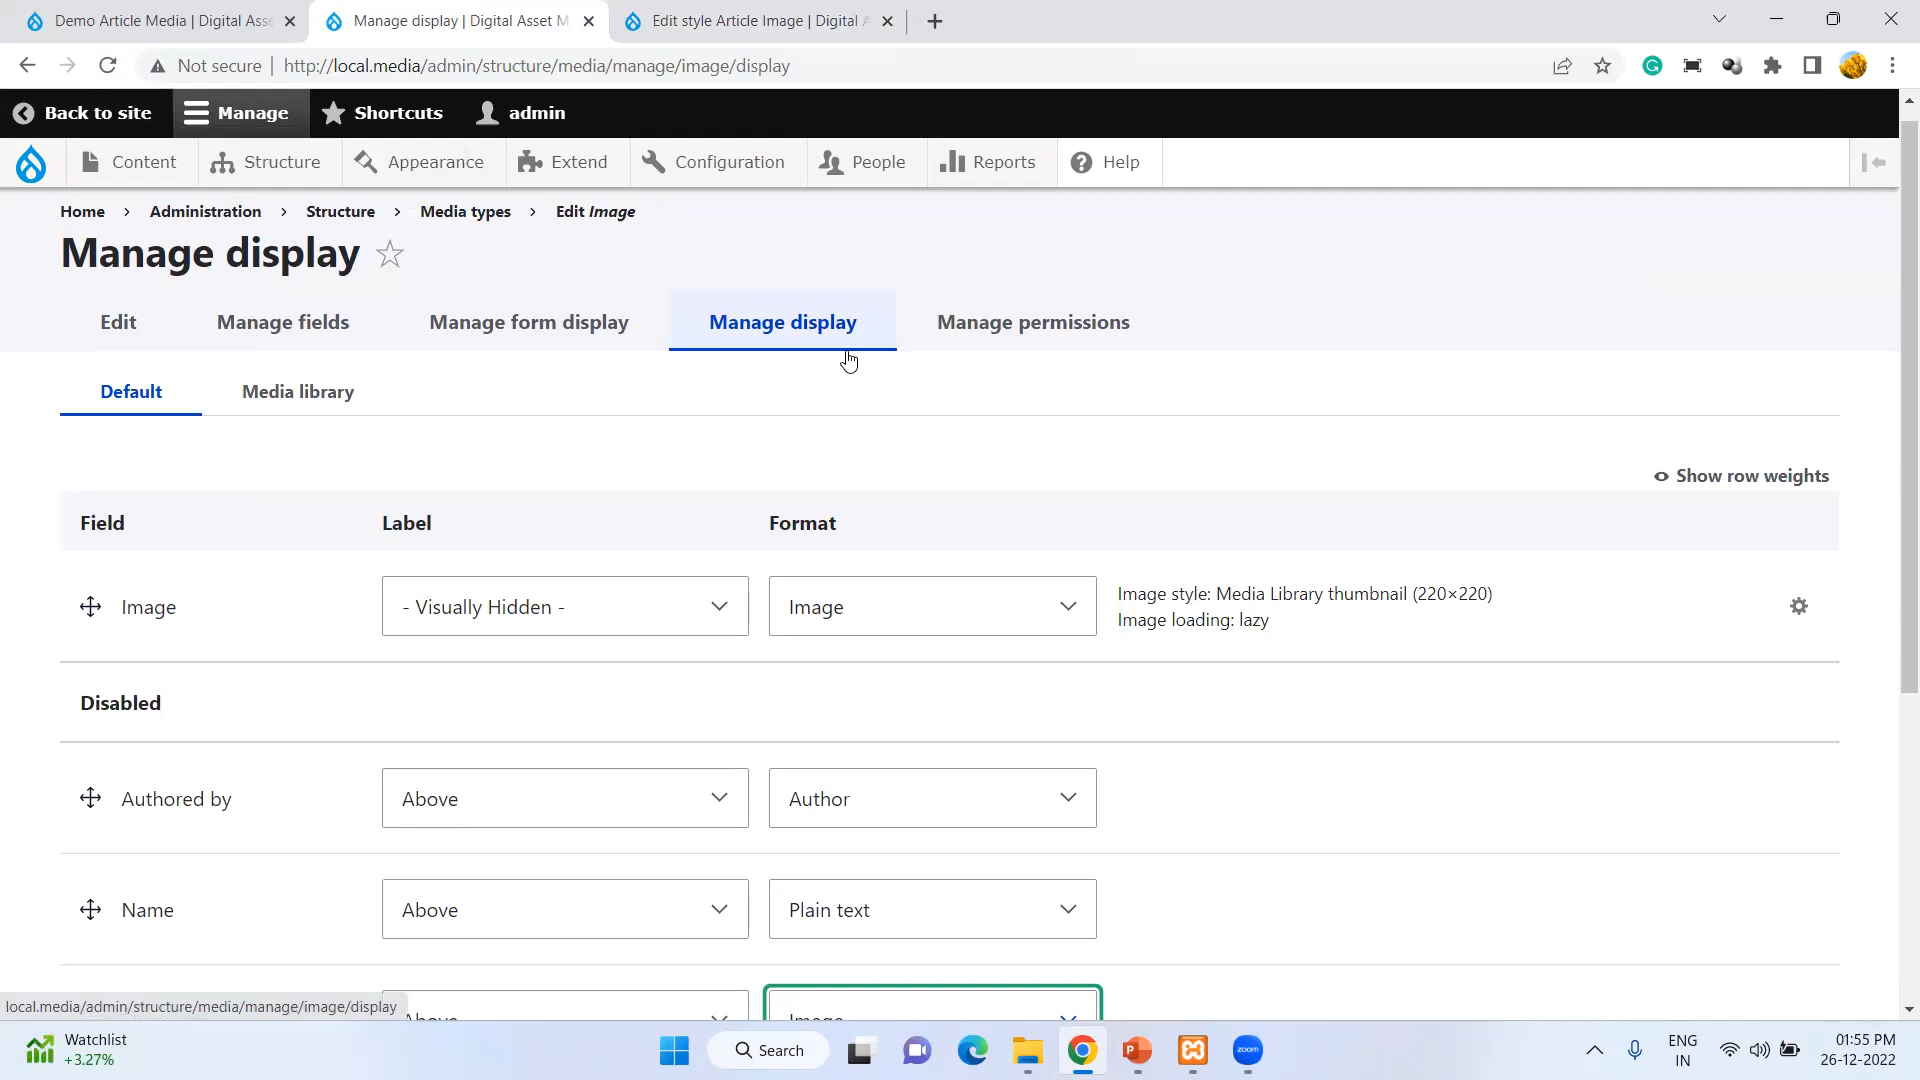 Demo Article Media | Digital Asse
Manage display | Digital Asset M
Edit style Article Image | Digital A
Not secure
http://local.media/admin/structure/media/manage/image/display
Back to site
Manage
Shortcuts
admin
Content
Structure
Appearance
Extend
Configuration
People
Reports
Help
Home > Administration > Structure > Media types > Edit Image
Manage display
Edit
Manage fields
Manage form display
Manage display
Manage permissions
Default
Media library
Show row weights
Field Label Format
Image
- Visually Hidden -
Image
Image style: Media Library thumbnail (220×220)
Image loading: lazy
Disabled
Authored by
Above
Author
Name
Above
Plain text
Above
Image
local.media/admin/structure/media/manage/image/display
Watchlist
+3.27%
Search
zoom
ENG
IN
01:55 PM
26-12-2022